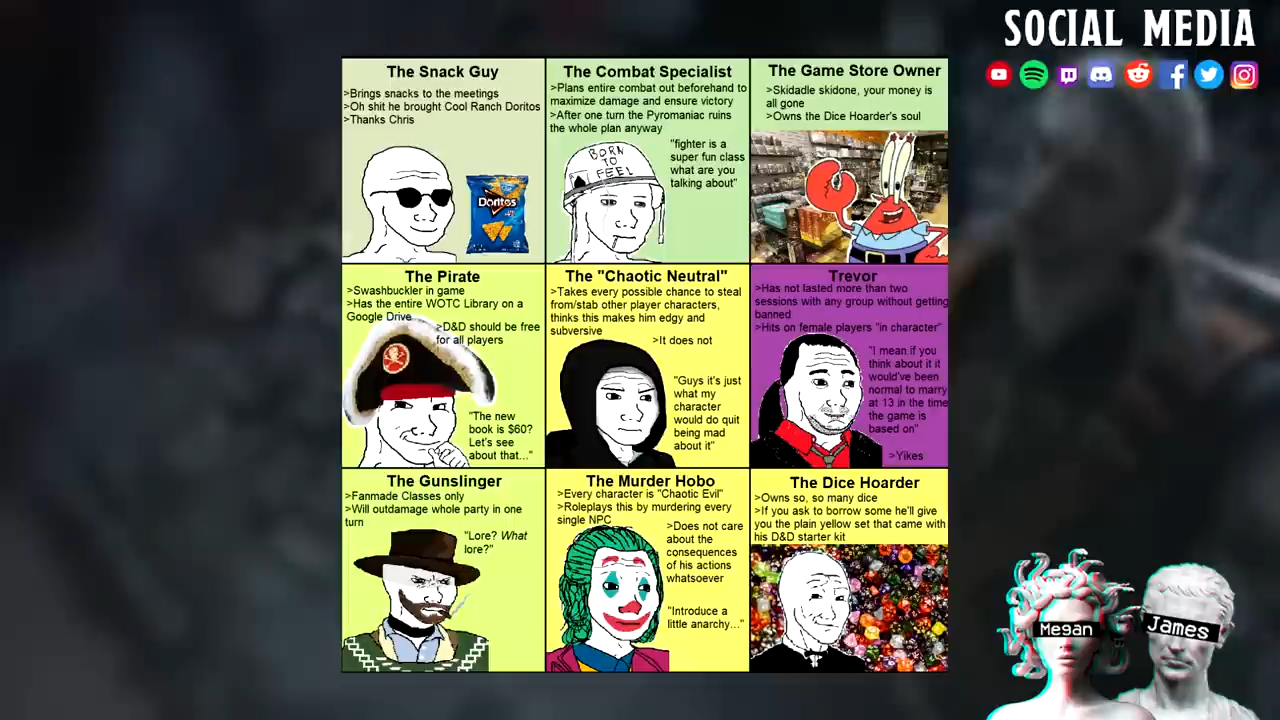 SOCIAL MEDIA
The Snack Guy
>Brings snacks to the meetings
>Oh shit he brought Cool Ranch Doritos
>Thanks Chris
Doritos
The Combat Specialist
>Plans entire combat out beforehand to
maximize damage and ensure victory
>After one turn the Pyromaniac ruins
the whole plan anyway
"fighter is a
super fun class
what are you
talking about"
BORN
TO
FEEL
The Game Store Owner
>Skidadle skidone, your money is
all gone
>Owns the Dice Hoarder's soul
The Pirate
>Swashbuckler in game
>Has the entire WOTC Library on a
Google Drive
>D&D should be free
for all players
"The new
book is $60?
Let's see
about that..."
The "Chaotic Neutral"
>Takes every possible chance to steal
from/stab other player characters,
thinks this makes him edgy and
subversive
>It does not
"Guys it's just
what my
character
would do quit
being mad
about it"
Trevor
>Has not lasted more than two
sessions with any group without getting
banned
>Hits on female players "in character"
"I mean if you
think about it it
would've been
normal to marry
at 13 in the time
the game is
based on"
>Yikes
The Gunslinger
>Fanmade Classes only
>Will outdamage whole party in one
turn
"Lore? What
lore?"
The Murder Hobo
>Every character is "Chaotic Evil"
>Roleplays this by murdering every
single NPC
>Does not care
about the
consequences
of his actions
whatsoever
"Introduce a
little anarchy..."
The Dice Hoarder
>Owns so, so many dice
>If you ask to borrow some he'll give
you the plain yellow set that came with
his D&D starter kit
Megan
James